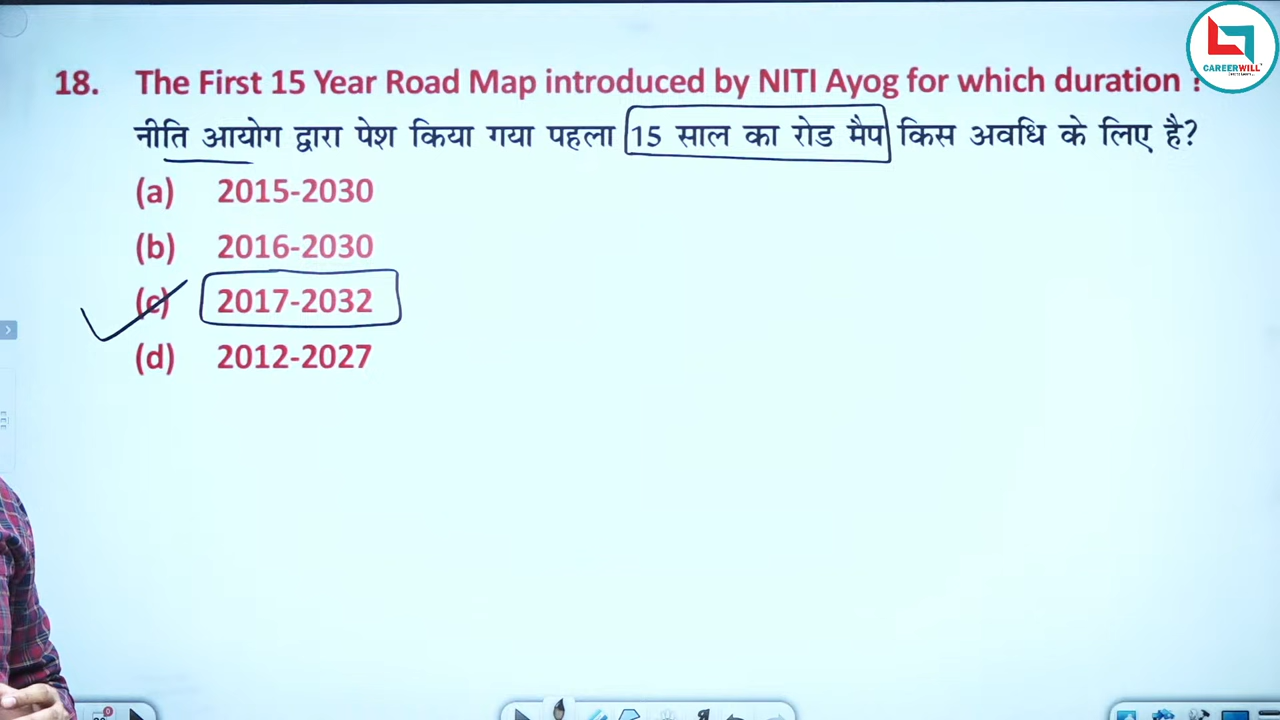 CAREERWILL
18. The First 15 Year Road Map introduced by NITI Ayog for which duration ?
नीति आयोग द्वारा पेश किया गया पहला 15 साल का रोड मैप किस अवधि के लिए है?
(a) 2015-2030
(b) 2016-2030
(c) 2017-2032
(d) 2012-2027